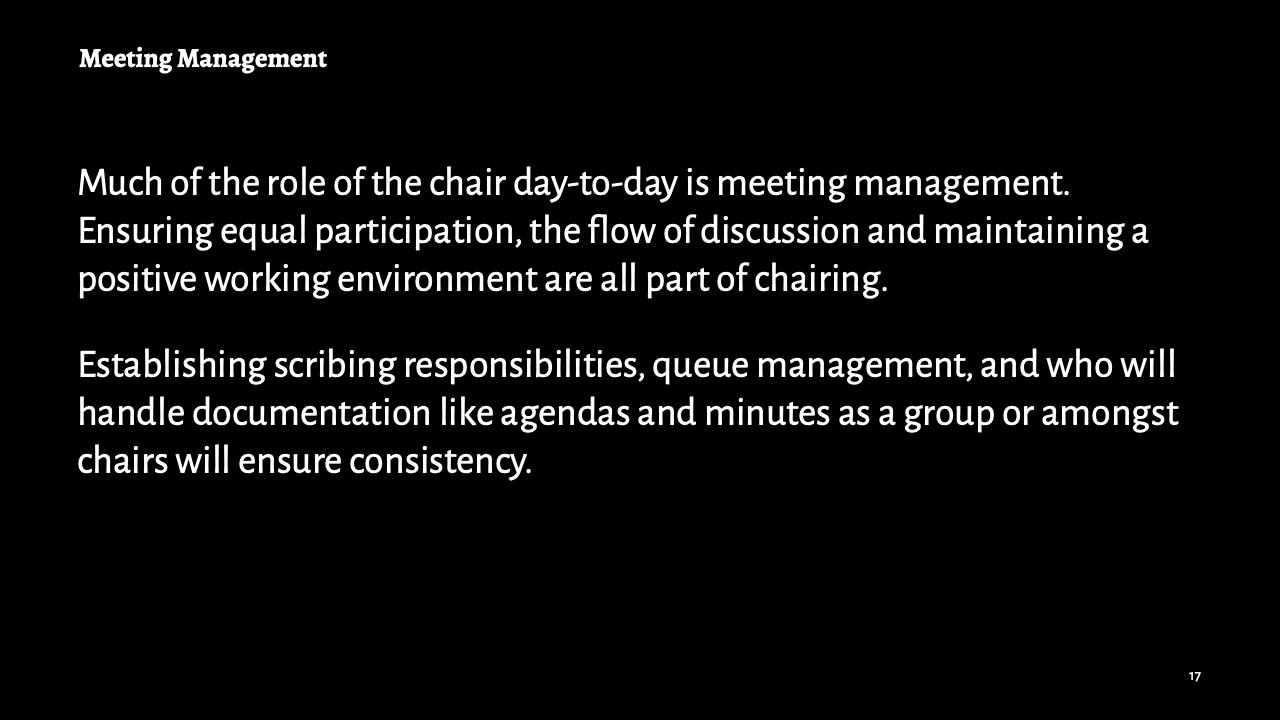 Meeting Management
Much of the role of the chair day-to-day is meeting management.
Ensuring equal participation, the flow of discussion and maintaining a
positive working environment are all part of chairing.
Establishing scribing responsibilities, queue management, and who will
handle documentation like agendas and minutes as a group or amongst
chairs will ensure consistency.
17